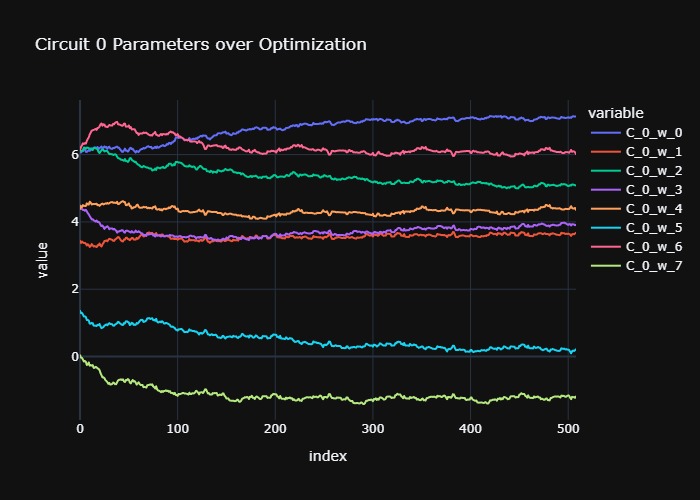 Circuit 0 Parameters over Optimization
variable
C_0_w_0
C_0_w_1
C_0_w_2
C_0_w_3
C_0_w_4
C_0_w_5
C_0_w_6
C_0_w_7
value
6
4
2
0
0 100 200 300 400 500
index